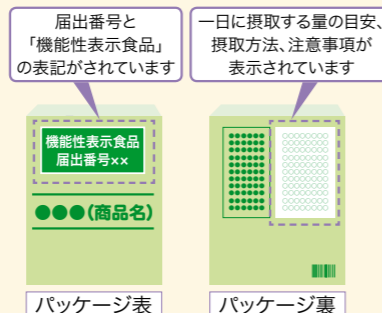 届出番号と
「機能性表示食品」
の表記がされています
一日に摂取する量の目安、
摂取方法、注意事項が
表示されています
機能性表示食品
届出番号××
●●●(商品名)
パッケージ表
パッケージ裏